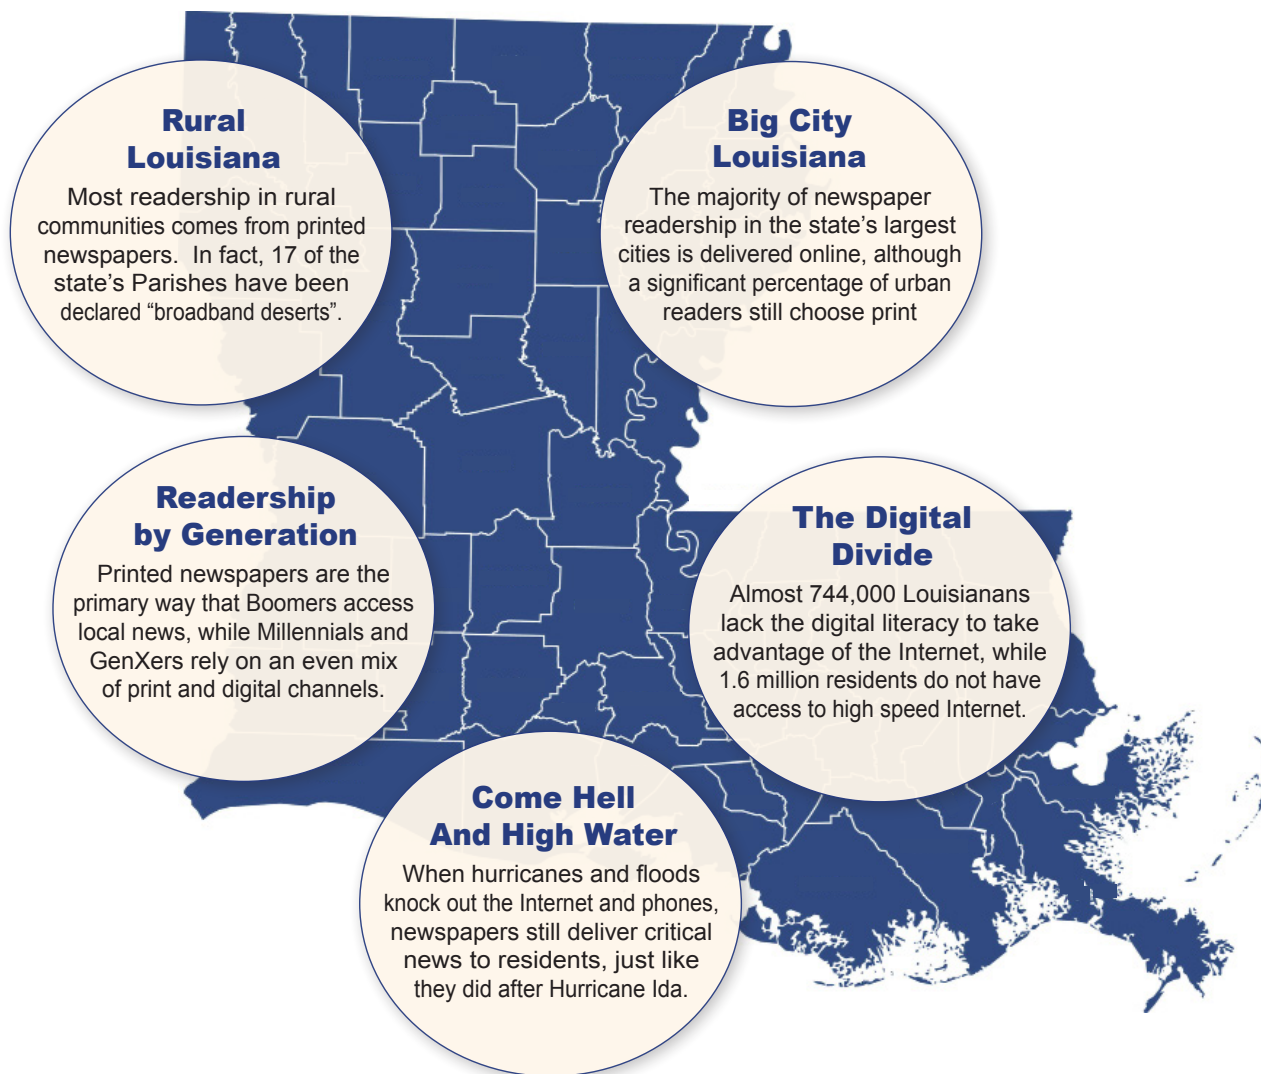 Rural
Louisiana
Most readership in rural
communities comes from printed
newspapers.  In fact, 17 of the
state’s Parishes have been
declared “broadband deserts”.
Big City
Louisiana
The majority of newspaper
readership in the state’s largest
cities is delivered online, although
a significant percentage of urban
readers still choose print
Readership
by Generation
Printed newspapers are the
primary way that Boomers access
local news, while Millennials and
GenXers rely on an even mix
of print and digital channels.
The Digital
Divide
Almost 744,000 Louisianans
lack the digital literacy to take
advantage of the Internet, while
1.6 million residents do not have
access to high speed Internet.
Come Hell
And High Water
When hurricanes and floods
knock out the Internet and phones,
newspapers still deliver critical
news to residents, just like
they did after Hurricane Ida.